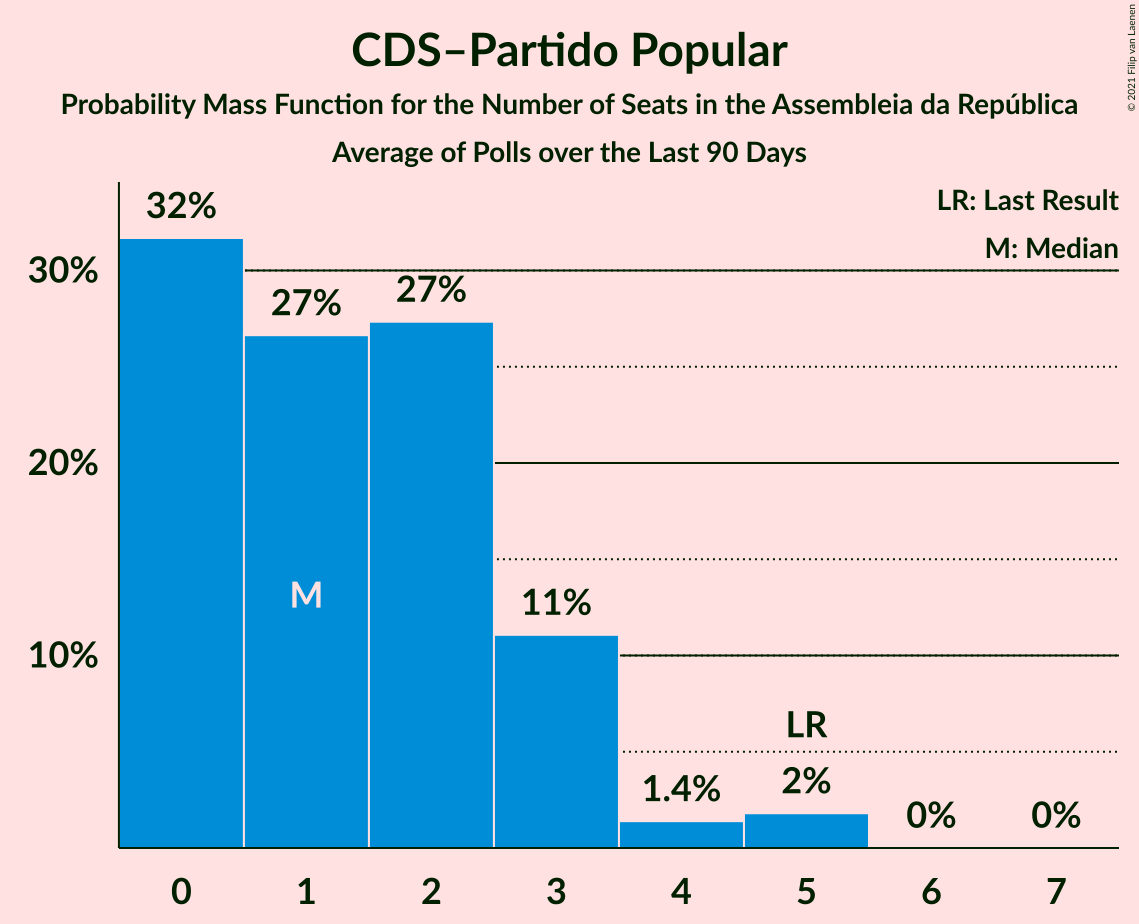 CDS–Partido Popular
Probability Mass Function for the Number of Seats in the Assembleia da República
Average of Polls over the Last 90 Days
© 2021 Filip van Laenen
LR: Last Result
M: Median
32%
27%
27%
11%
1.4%
2%
0%
0%
LR
M
30%
20%
10%
0 1 2 3 4 5 6 7